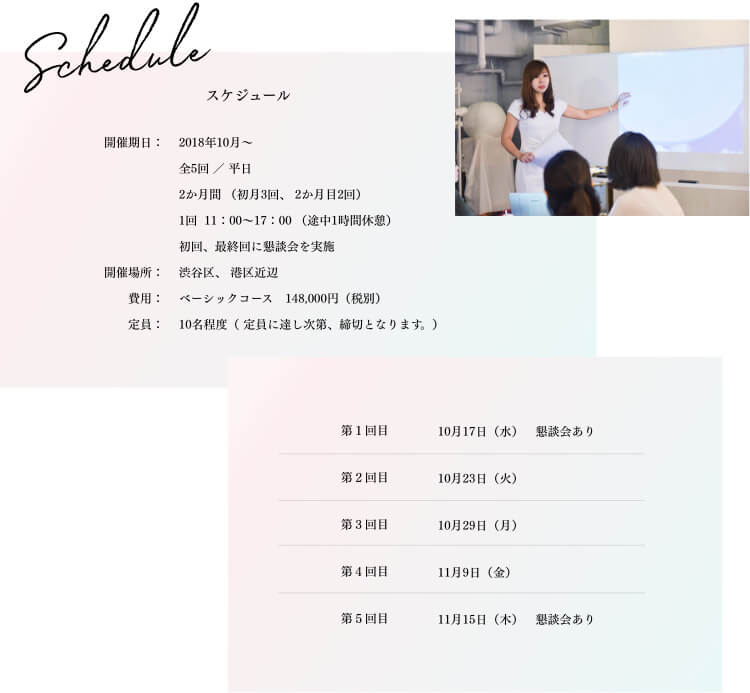 Schedule
スケジュール
開催期日： 2018年10月〜
全5回 ／ 平日
2か月間 （初月3回、 2か月目2回）
1回 11：00〜17：00 （途中1時間休憩）
初回、最終回に懇談会を実施
開催場所： 渋谷区、 港区近辺
費用： ベーシックコース 148,000円（税別）
定員： 10名程度（ 定員に達し次第、締切となります。）
第１回目 10月17日（水） 懇談会あり
第２回目 10月23日（火）
第３回目 10月29日（月）
第４回目 11月9日（金）
第５回目 11月15日（木） 懇談会あり